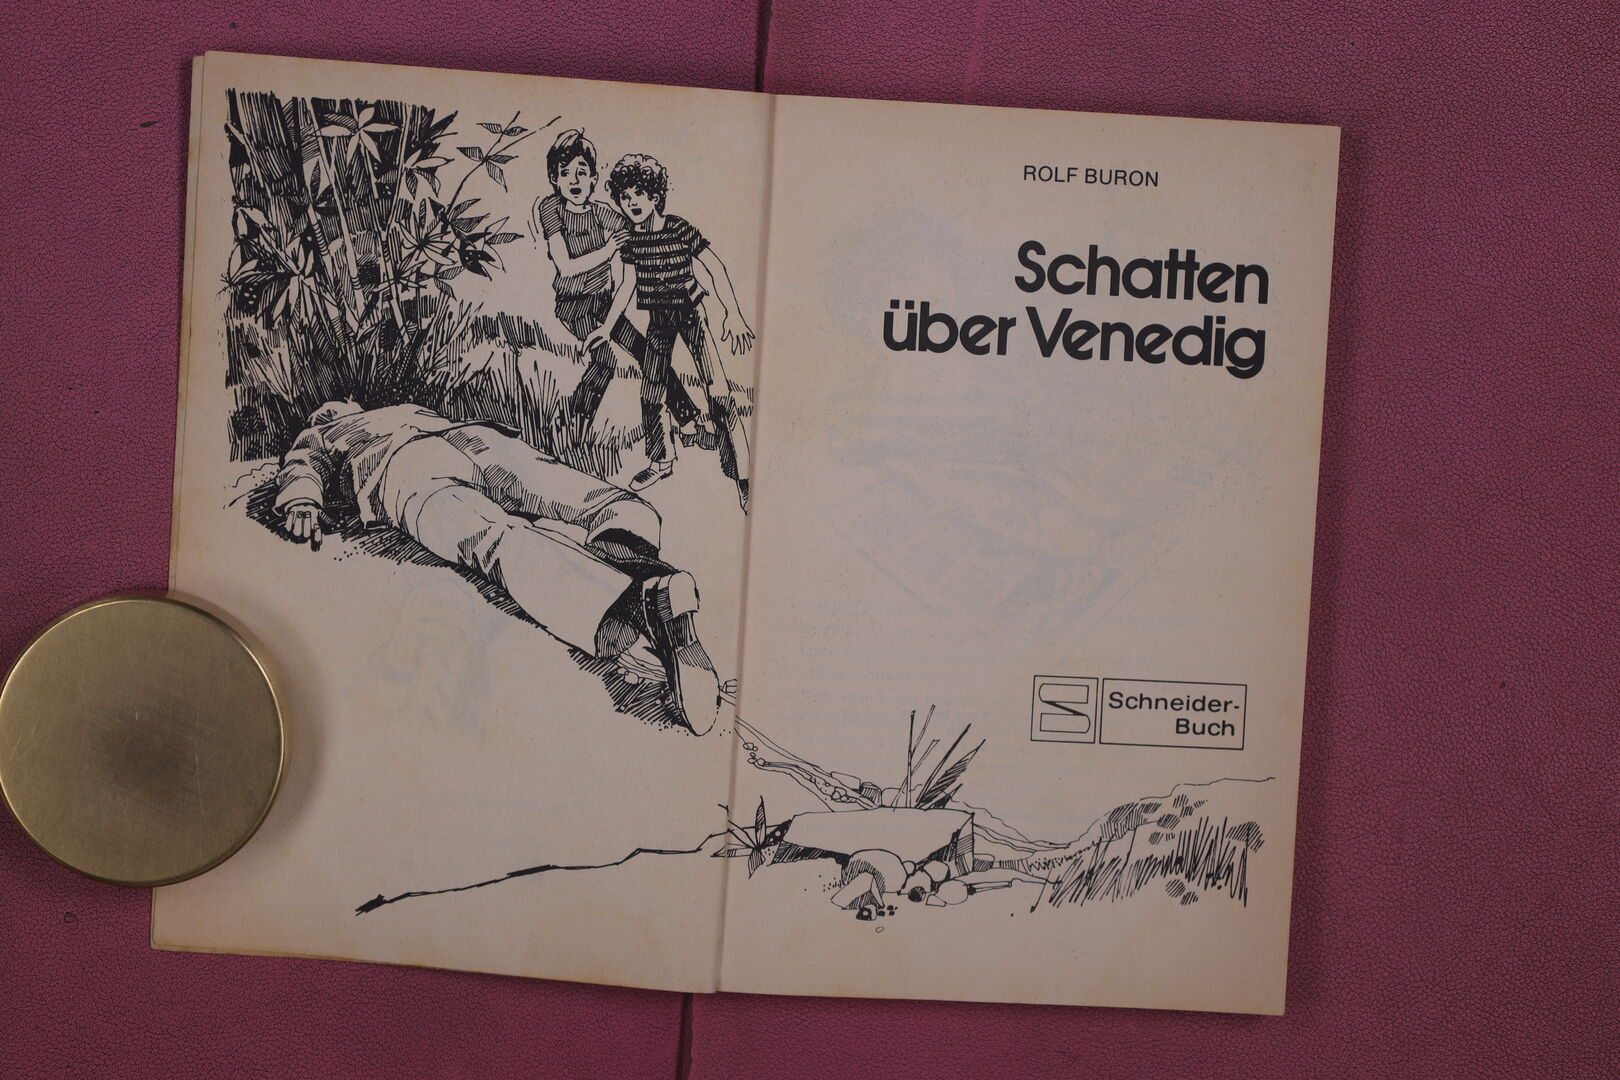 ROLF BURON
Schatten
über Venedig
Schneider-
Buch